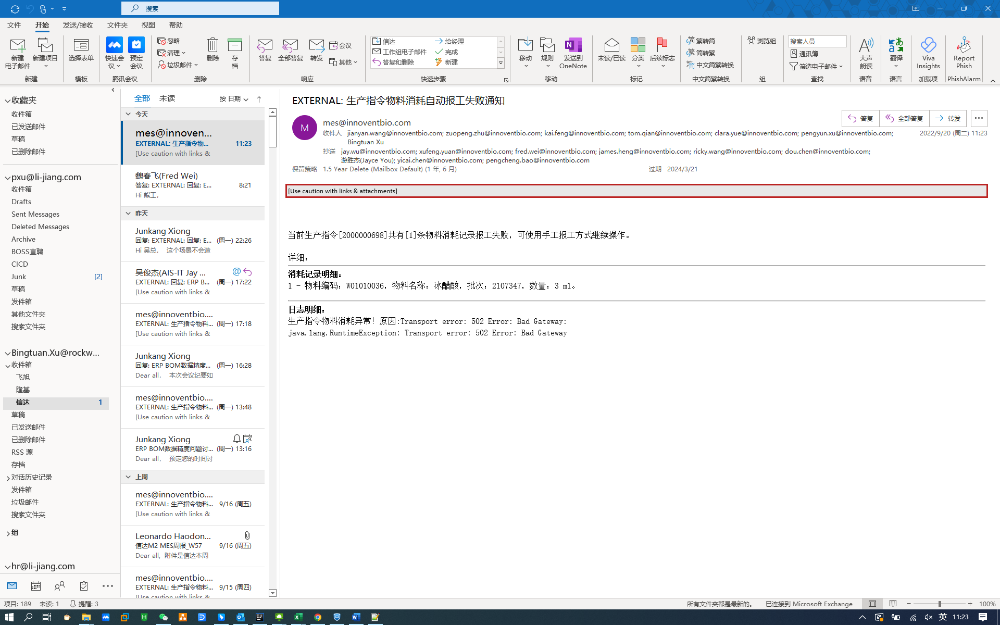 搜索
文件 开始 发送/接收 文件夹 视图 帮助
新建
电子邮件
新建项目
新建
选择表单
模板
快速会
议
预定
会议
腾讯会议
忽略
清理
垃圾邮件
删除
存
档
删除
答复
全部答复
转发
会议
其他
响应
信达
工作组电子邮件
答复和删除
给经理
完成
新建
快速步骤
移动
规则
发送到
OneNote
移动
未读/已读
分类
后续标志
标记
繁转简
简转繁
中文简繁转换
中文简繁转换
浏览组
组
搜索人员
通讯簿
筛选电子邮件
查找
大声
朗读
语音
翻译
语言
Viva
Insights
加载项
Report
Phish
PhishAlarm
收藏夹
收件箱
已发送邮件
草稿
已删除邮件
pxu@li-jiang.com
收件箱
Drafts
Sent Messages
Deleted Messages
Archive
BOSS直聘
CICD
Junk [2]
草稿
发件箱
其他文件夹
搜索文件夹
Bingtuan.Xu@rockw...
收件箱
飞旭
隆基
信达 1
草稿
已发送邮件
已删除邮件
RSS 源
存档
对话历史记录
发件箱
垃圾邮件
搜索文件夹
组
hr@li-jiang.com
全部 未读 按 日期
今天
mes@innoven...
EXTERNAL: 生产指令物... 11:23
[Use caution with links &
魏春飞(Fred Wei)
答复: EXTERNAL: 回复: E... 8:21
Hi 熊工，
昨天
Junkang Xiong
回复: EXTERNAL: 回复: E... (周一) 22:26
Hi 吴总， 这个场景不会造
吴俊杰(AIS-IT Jay ...
EXTERNAL: 回复: ERP B... (周一) 17:22
[Use caution with links &
mes@innoventbio....
EXTERNAL: 生产指令物料... (周一) 17:18
[Use caution with links &
Junkang Xiong
回复: ERP BOM数据精度... (周一) 16:28
Dear all， 本次会议纪要如
mes@innoventbio....
EXTERNAL: 生产指令物料... (周一) 13:48
[Use caution with links &
Junkang Xiong
ERP BOM数据精度问题讨... (周一) 13:16
Dear all， 预定您的时间讨
上周
mes@innoventbio....
EXTERNAL: 生产指令物料... 9/16 (周五)
[Use caution with links &
Leonardo Haodon...
信达M2 MES周报_W57 9/16 (周五)
Dear all, 附件是信达本周
mes@innoventbio....
EXTERNAL: 生产指令物料... 9/15 (周四)
[Use caution with links &
EXTERNAL: 生产指令物料消耗自动报工失败通知
M
mes@innoventbio.com
答复 全部答复 转发
收件人 jianyan.wang@innoventbio.com; zuopeng.zhu@innoventbio.com; kai.feng@innoventbio.com; tom.qian@innoventbio.com; clara.yue@innoventbio.com; pengyun.xu@innoventbio.com; 2022/9/20 (周二) 11:23
Bingtuan Xu
抄送 jay.wu@innoventbio.com; xufeng.yuan@innoventbio.com; fred.wei@innoventbio.com; james.heng@innoventbio.com; ricky.wang@innoventbio.com; dou.chen@innoventbio.com;
游胜杰(Jayce You); yicai.chen@innoventbio.com; pengcheng.bao@innoventbio.com
保留策略 1.5 Year Delete (Mailbox Default) (1 年, 6 月) 过期 2024/3/21
[Use caution with links & attachments]
当前生产指令[2000000698]共有[1]条物料消耗记录报工失败，可使用手工报工方式继续操作。
详细：
消耗记录明细：
1 - 物料编码：W01010036，物料名称：冰醋酸，批次：2107347，数量：3 ml。
日志明细：
生产指令物料消耗异常！原因:Transport error: 502 Error: Bad Gateway:
java.lang.RuntimeException: Transport error: 502 Error: Bad Gateway
项目: 189 未读: 1 提醒: 3 所有文件夹都是最新的。 已连接到 Microsoft Exchange 100%
英 11:23